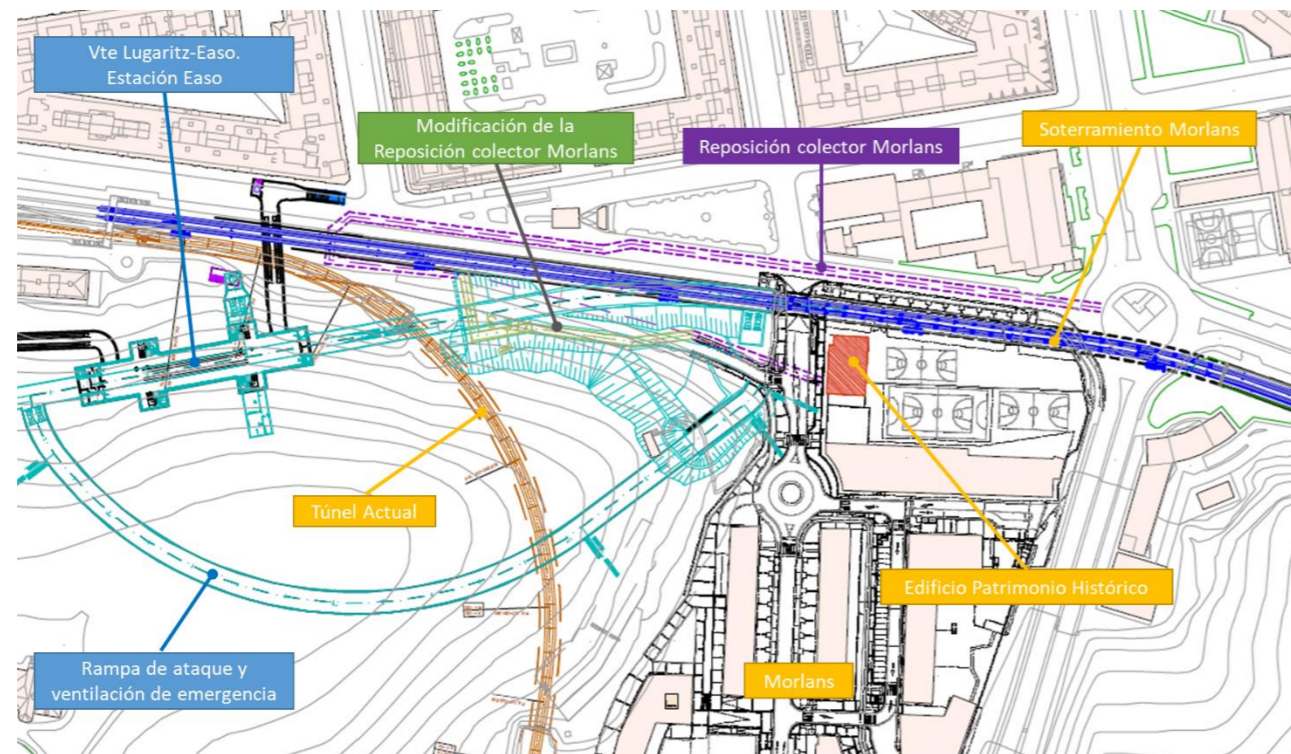 Vte Lugaritz-Easo.
Estación Easo
Modificación de la
Reposición colector Morlans
Reposición colector Morlans
Soterramiento Morlans
Túnel Actual
Edificio Patrimonio Histórico
Rampa de ataque y
ventilación de emergencia
Morlans